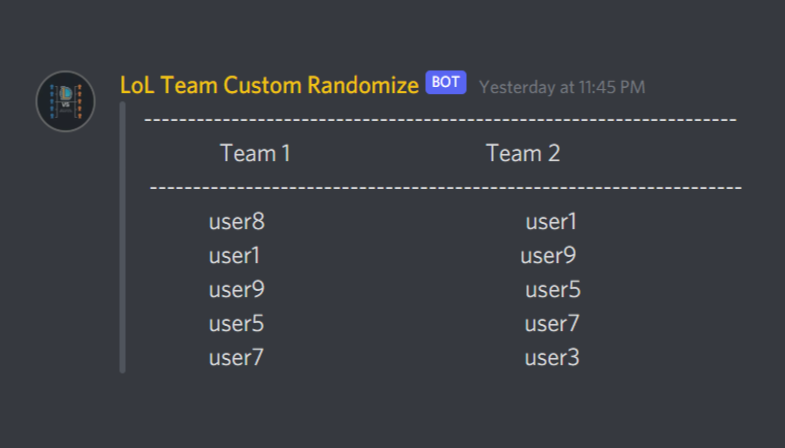 LoL Team Custom Randomize BOT Yesterday at 11:45 PM
--------------------------------------------------------------------
Team 1 Team 2
--------------------------------------------------------------------
user8 user1
user1 user9
user9 user5
user5 user7
user7 user3